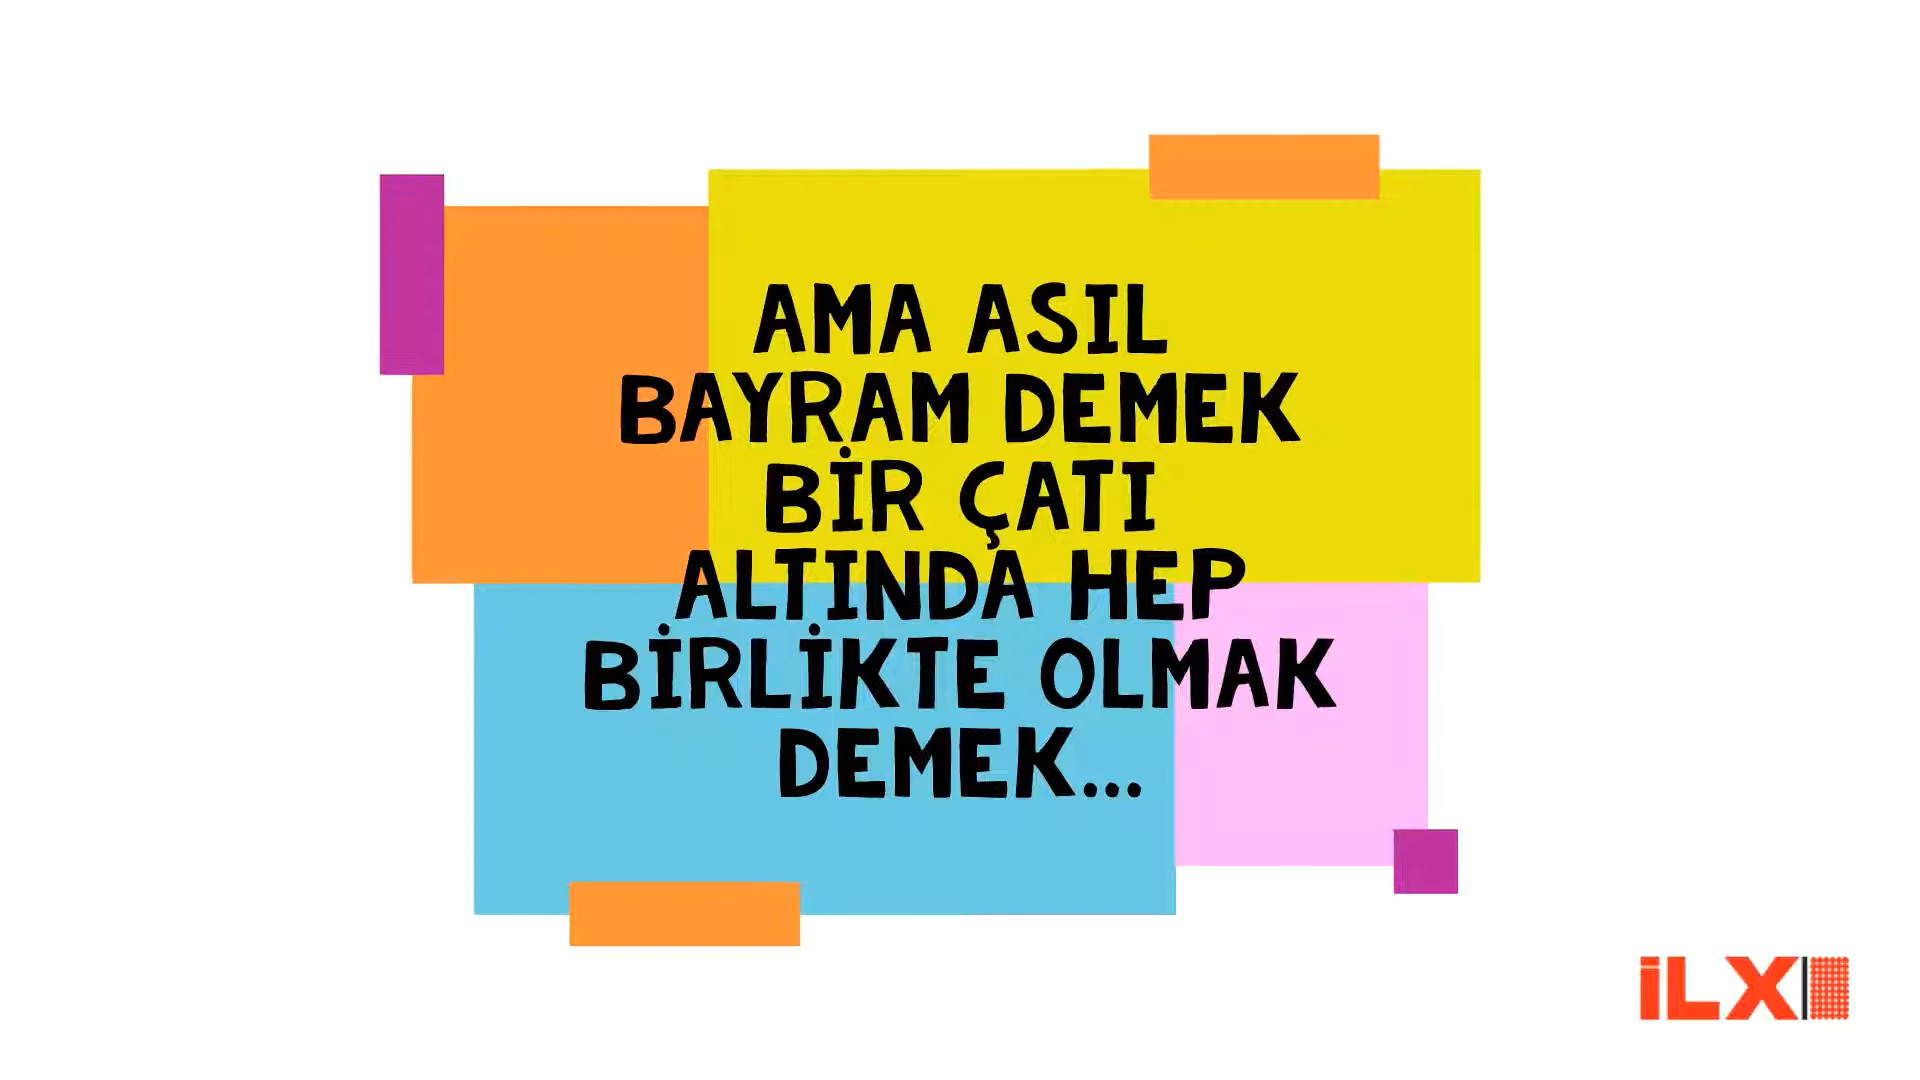 AMA ASIL
BAYRAM DEMEK
BİR ÇATI
ALTINDA HEP
BİRLİKTE OLMAK
DEMEK...
iLX